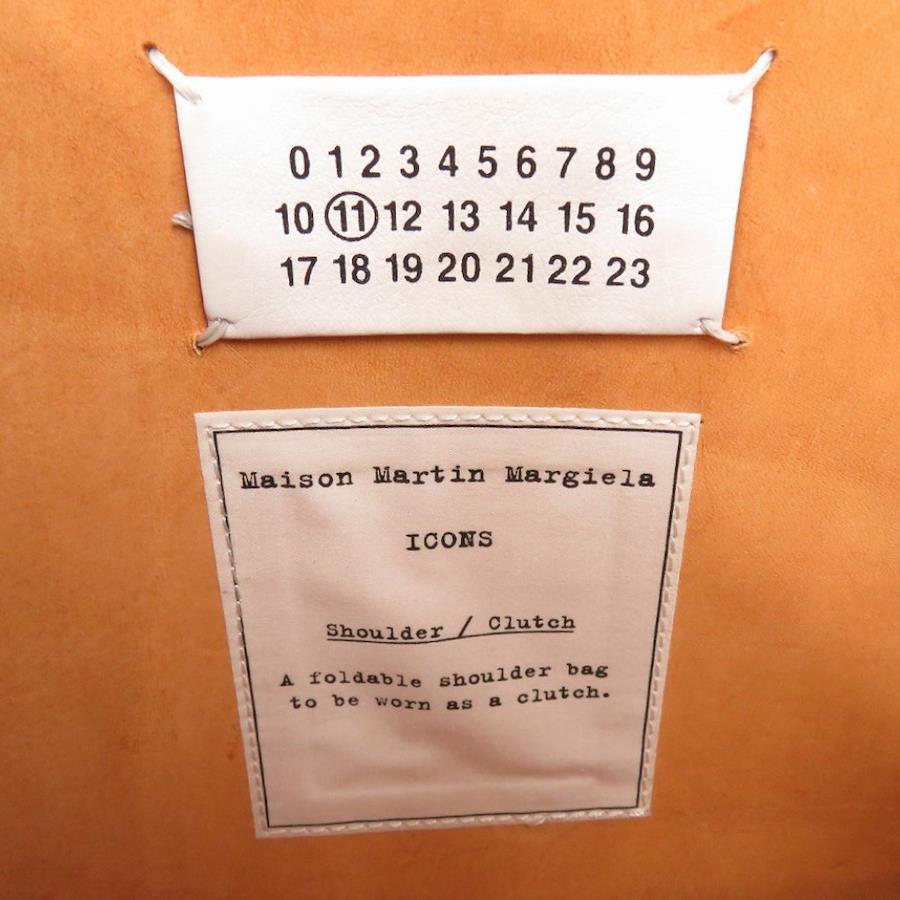 0 1 2 3 4 5 6 7 8 9
10 11 12 13 14 15 16
17 18 19 20 21 22 23
Maison Martin Margiela
ICONS
Shoulder / Clutch
A foldable shoulder bag
to be worn as a clutch.